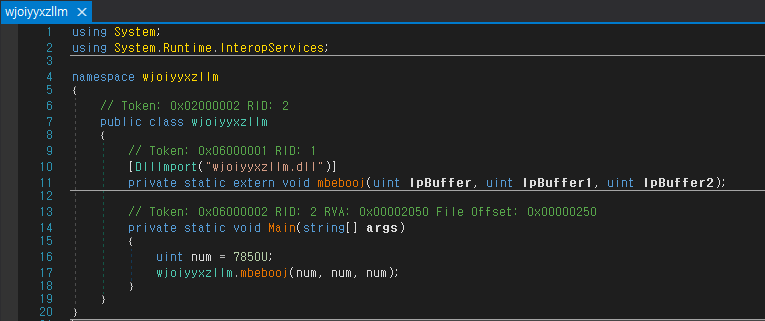 wjoiyyxzllm ×
1 using System;
2 using System.Runtime.InteropServices;
3
4 namespace wjoiyyxzllm
5 {
6 // Token: 0x02000002 RID: 2
7 public class wjoiyyxzllm
8 {
9 // Token: 0x06000001 RID: 1
10 [DllImport("wjoiyyxzllm.dll")]
11 private static extern void mbebooj(uint lpBuffer, uint lpBuffer1, uint lpBuffer2);
12
13 // Token: 0x06000002 RID: 2 RVA: 0x00002050 File Offset: 0x00000250
14 private static void Main(string[] args)
15 {
16 uint num = 7850U;
17 wjoiyyxzllm.mbebooj(num, num, num);
18 }
19 }
20 }